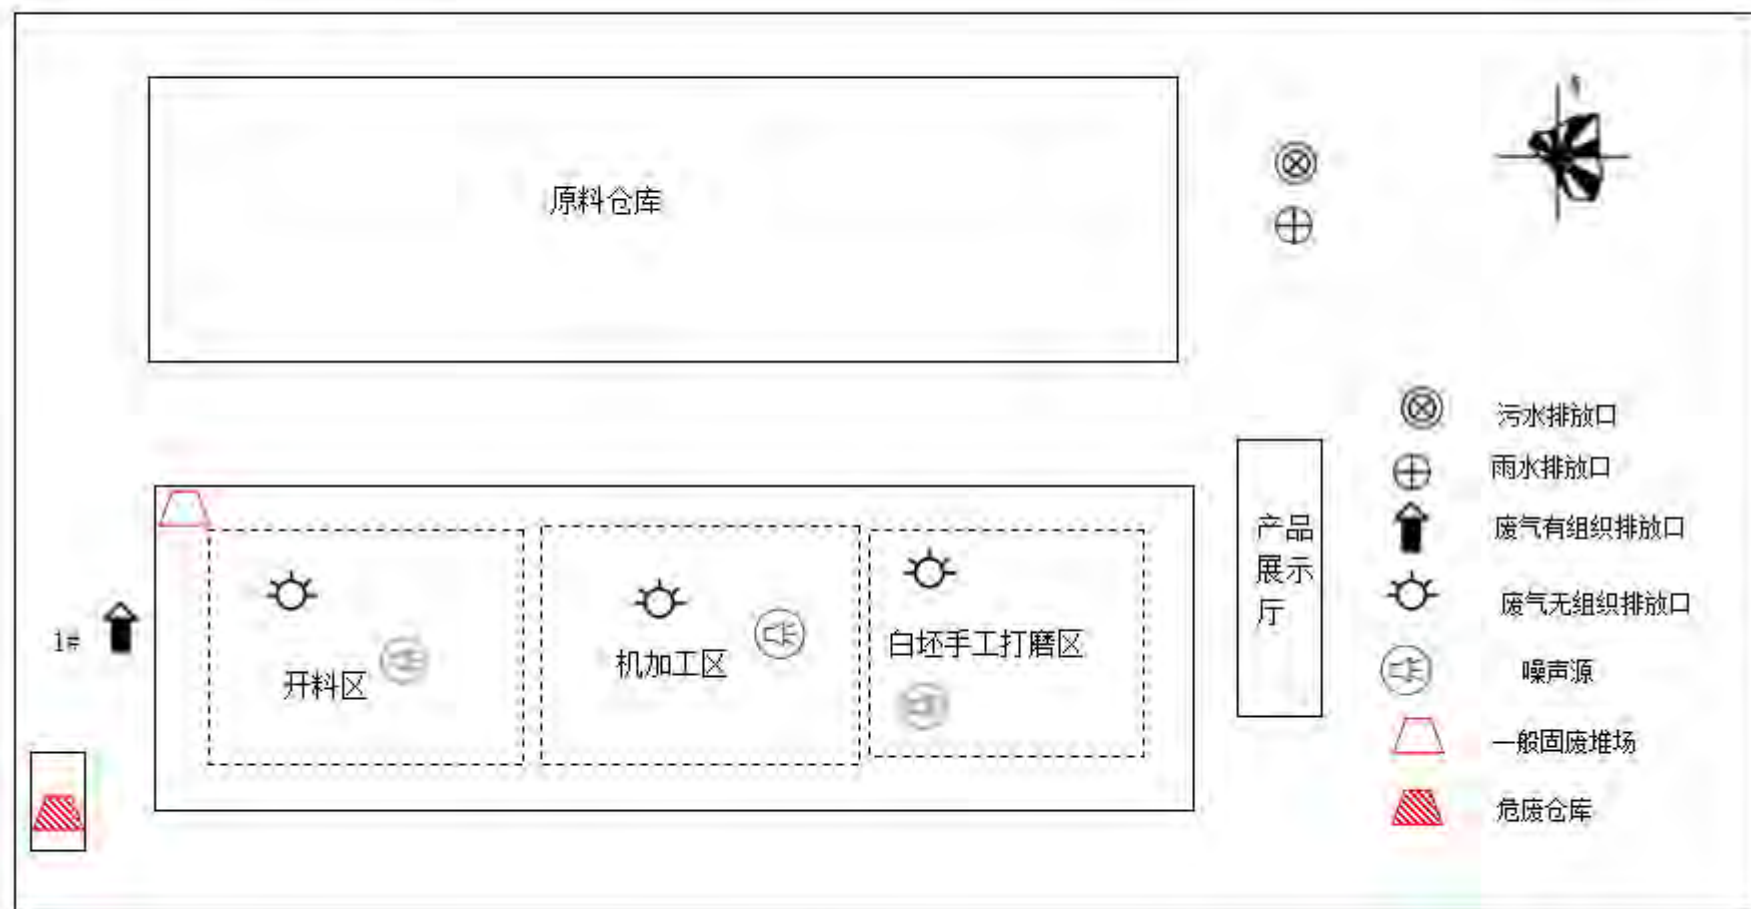 原料仓库
污水排放口
雨水排放口
产品
展示
厅
废气有组织排放口
废气无组织排放口
1#
开料区
机加工区
白坯手工打磨区
噪声源
一般固废堆场
危废仓库